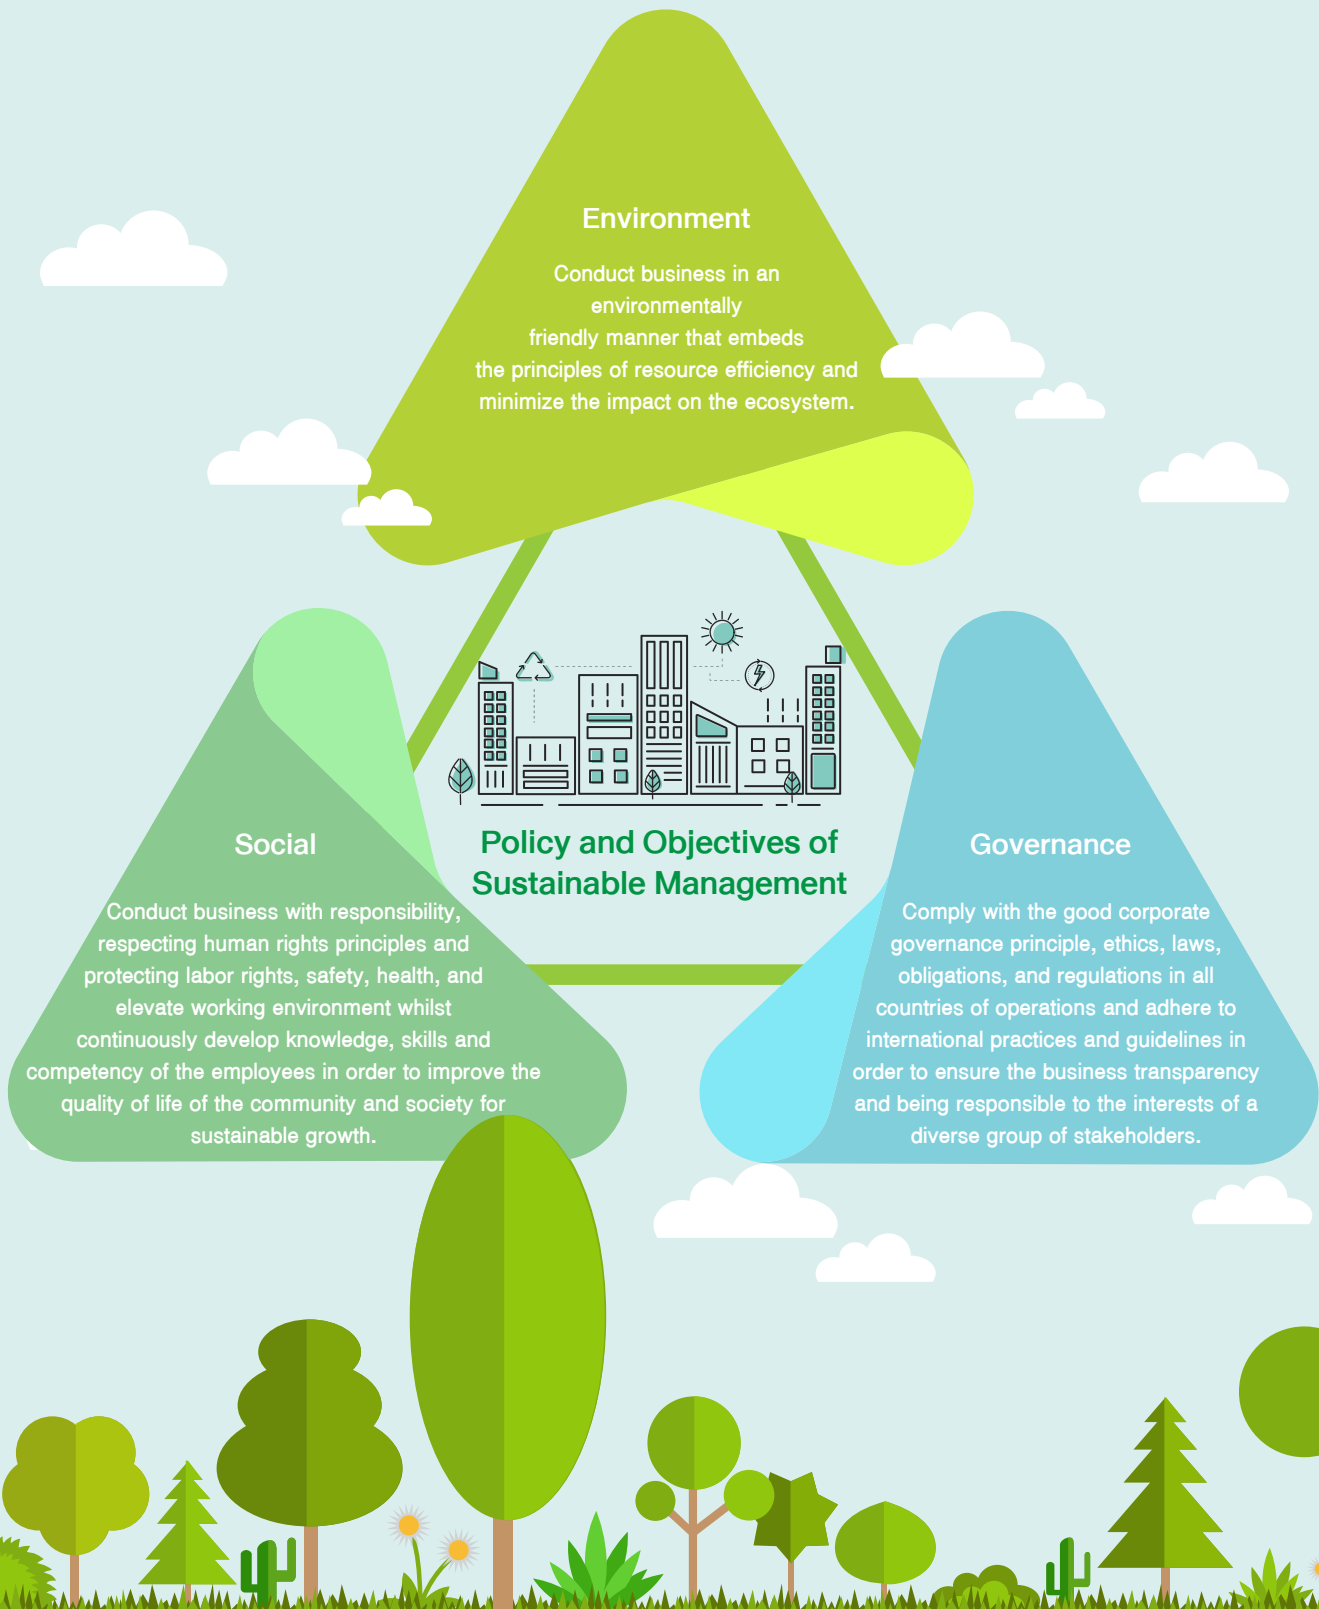 Environment
Conduct business in an
environmentally
friendly manner that embeds
the principles of resource efficiency and
minimize the impact on the ecosystem.
Policy and Objectives of
Sustainable Management
Social
Conduct business with responsibility,
respecting human rights principles and
protecting labor rights, safety, health, and
elevate working environment whilst
continuously develop knowledge, skills and
competency of the employees in order to improve the
quality of life of the community and society for
sustainable growth.
Governance
Comply with the good corporate
governance principle, ethics, laws,
obligations, and regulations in all
countries of operations and adhere to
international practices and guidelines in
order to ensure the business transparency
and being responsible to the interests of a
diverse group of stakeholders.